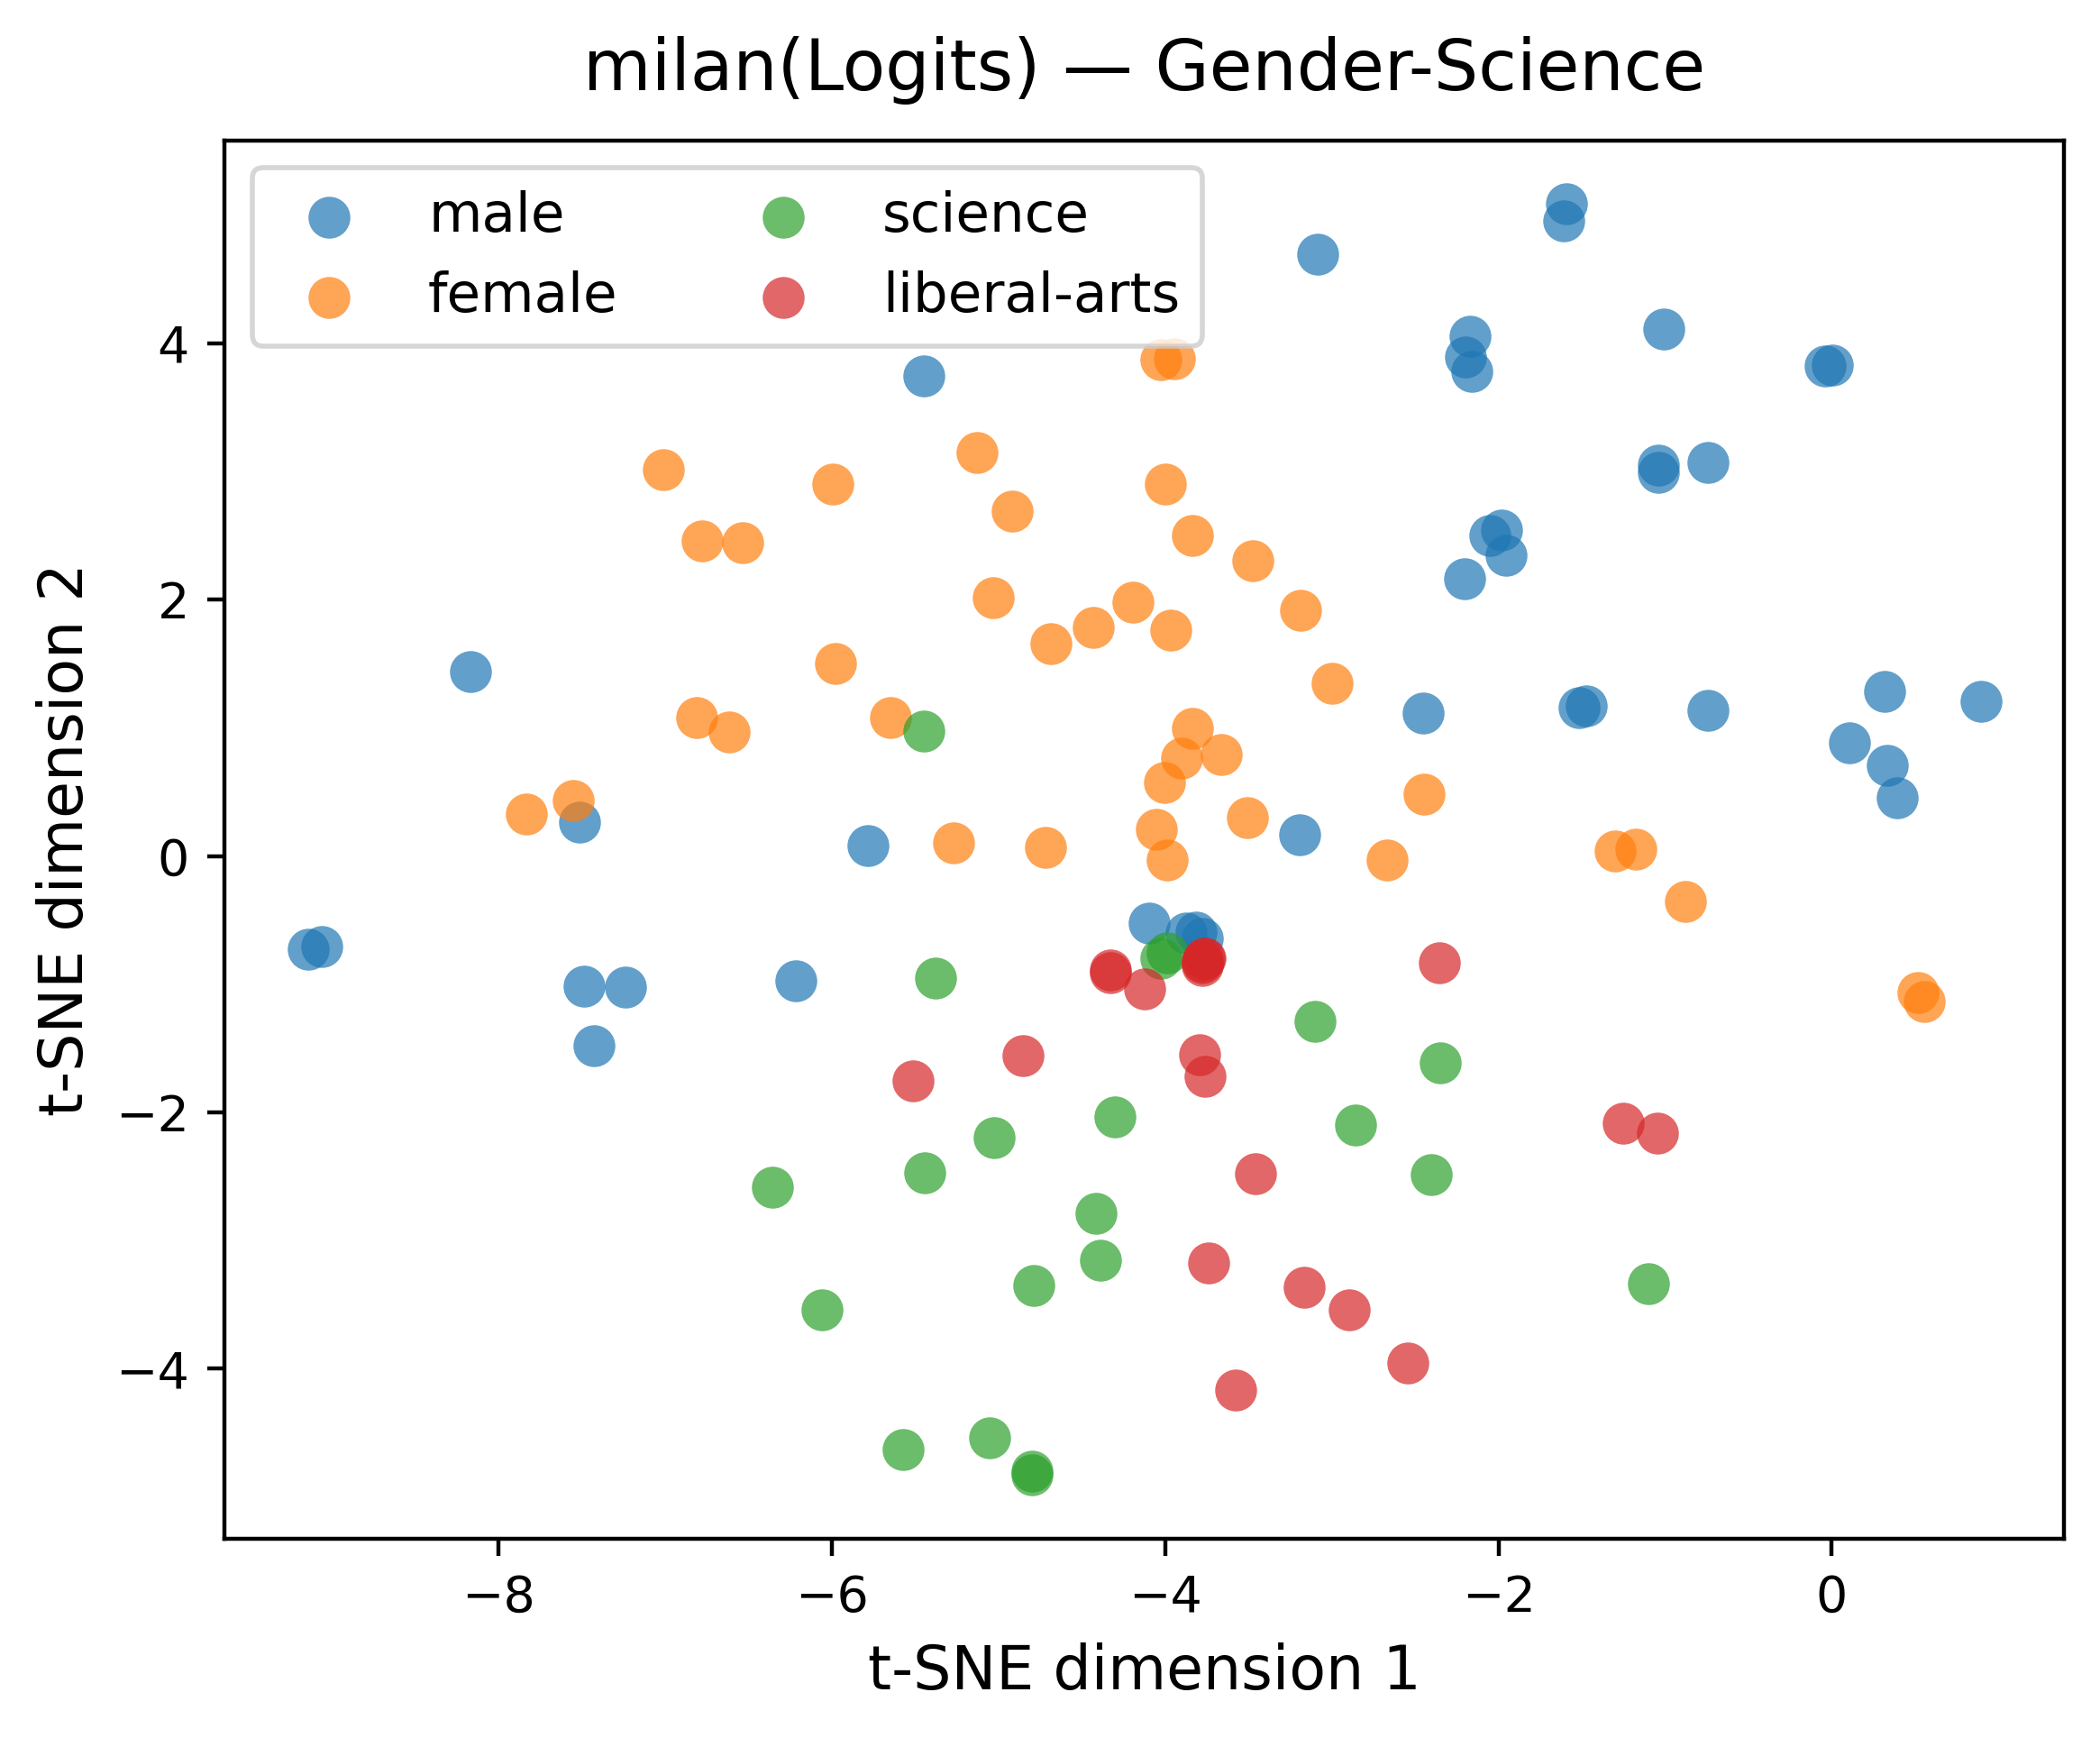 milan(Logits) — Gender-Science
male
science
female
liberal-arts
t-SNE dimension 2
4
2
0
−2
−4
−8
−6
−4
−2
0
t-SNE dimension 1